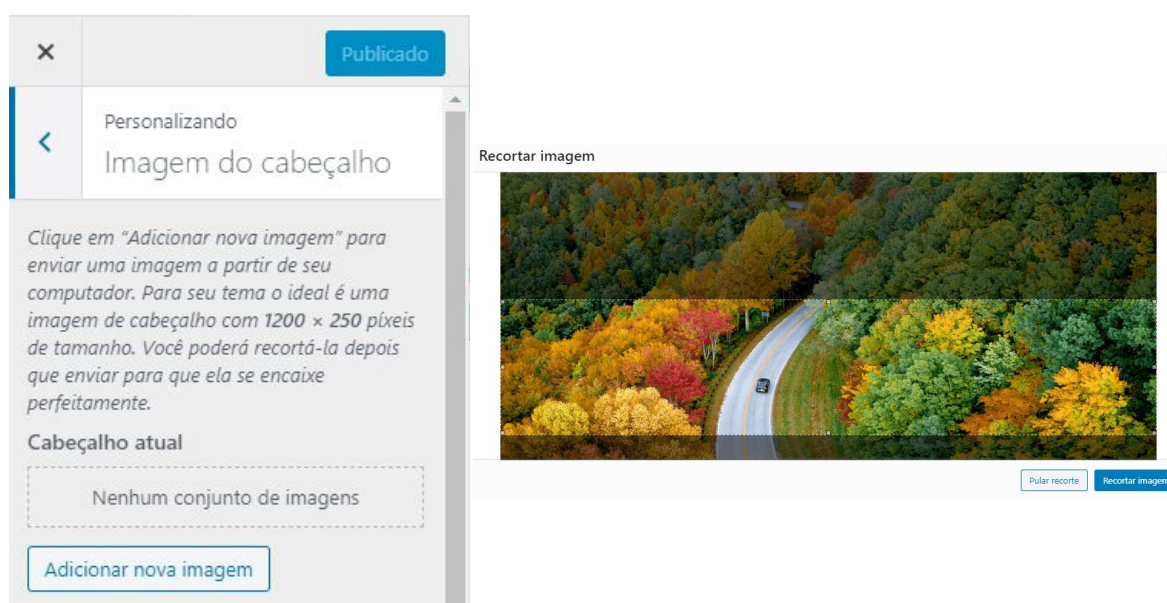 Publicado
Personalizando
Imagem do cabeçalho
Clique em “Adicionar nova imagem” para
enviar uma imagem a partir de seu
computador. Para seu tema o ideal é uma
imagem de cabeçalho com 1200 × 250 píxeis
de tamanho. Você poderá recortá-la depois
que enviar para que ela se encaixe
perfeitamente.
Cabeçalho atual
Nenhum conjunto de imagens
Adicionar nova imagem
Recortar imagem
Pular recorte
Recortar imagem